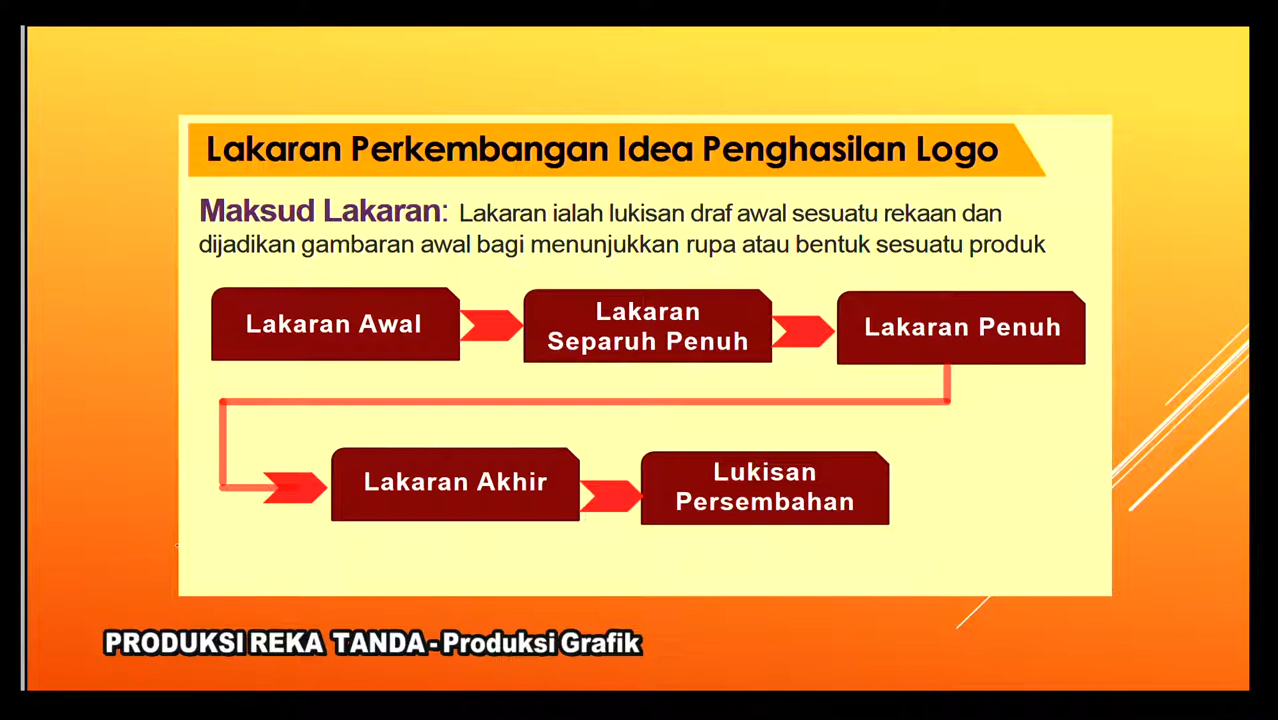 Lakaran Perkembangan Idea Penghasilan Logo
Maksud Lakaran: Lakaran ialah lukisan draf awal sesuatu rekaan dan
dijadikan gambaran awal bagi menunjukkan rupa atau bentuk sesuatu produk
Lakaran Awal
Lakaran
Separuh Penuh
Lakaran Penuh
Lakaran Akhir
Lukisan
Persembahan
PRODUKSI REKA TANDA - Produksi Grafik